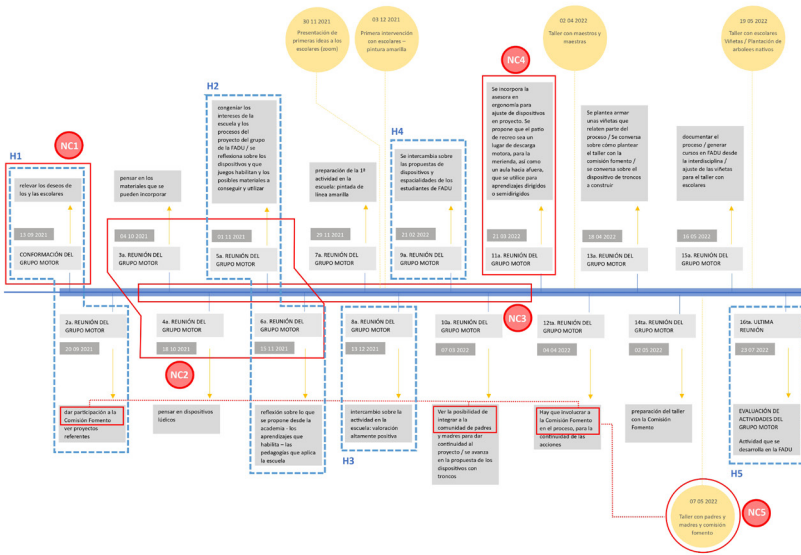 30 11 2021
Presentación de
primeras ideas a los
escolares (zoom)
03 12 2021
Primera intervención
con escolares –
pintura amarilla
02 04 2022
Taller con maestros y
maestras
29 05 2022
Taller con escolares
Viñetas / Plantación de
árboles nativos
NC4
H2
NC1
H1
H4
relevar los deseos de
los y las escolares
pensar en los
materiales que se
pueden incorporar
congeniar los
intereses de la
escuela y los
procesos del
proyecto del grupo
de la FADU / se
reflexiona sobre los
dispositivos y que
juegos habilitan y los
posibles materiales a
conseguir y utilizar
preparación de la 1º
actividad en la
escuela: pintada de
línea amarilla
Se intercambia sobre
las propuestas de
dispositivos y
espacialidades de los
estudiantes de FADU
Se incorpora la
asesora en
ergonomía para
ajuste de dispositivos
en proyecto. Se
propone que el patio
de recreo sea un
lugar de descarga
motora, para la
merienda, así como
un aula hacia afuera,
que se utilice para
aprendizajes dirigidos
o semidirigidos
Se plantea armar
unas viñetas que
relaten parte del
proceso / Se conversa
sobre cómo plantear
el taller con la
comisión fomento /
se conversa sobre el
dispositivo de troncos
a construir
documentar el
proceso / generar
cursos en FADU desde
la interdisciplina /
ajuste de las viñetas
para el taller con
escolares
13 09 2021
04 10 2021
01 11 2021
29 11 2021
21 02 2022
21 03 2022
18 04 2022
16 05 2022
CONFORMACIÓN DEL
GRUPO MOTOR
3a. REUNIÓN DEL
GRUPO MOTOR
5a. REUNIÓN DEL
GRUPO MOTOR
7a. REUNIÓN DEL
GRUPO MOTOR
9a. REUNIÓN DEL
GRUPO MOTOR
11a. REUNIÓN DEL
GRUPO MOTOR
13a. REUNIÓN DEL
GRUPO MOTOR
15a. REUNIÓN DEL
GRUPO MOTOR
NC3
2a. REUNIÓN DEL
GRUPO MOTOR
4a. REUNIÓN DEL
GRUPO MOTOR
6a. REUNIÓN DEL
GRUPO MOTOR
8a. REUNIÓN DEL
GRUPO MOTOR
10a. REUNIÓN DEL
GRUPO MOTOR
12ta. REUNIÓN DEL
GRUPO MOTOR
14ta. REUNIÓN DEL
GRUPO MOTOR
16ta. ULTIMA
REUNIÓN
20 09 2021
18 10 2021
13 12 2021
07 03 2022
04 04 2022
23 07 2022
NC2
dar participación a la
Comisión Fomento
ver proyectos
referentes
pensar en dispositivos
lúdicos
reflexión sobre lo que
se propone desde la
academia - los
aprendizajes que
habilita – las
pedagogías que aplica
la escuela
intercambio sobre la
actividad en la
escuela: valoración
altamente positiva
Ver la posibilidad de
integrar a la
comunidad de padres
y madres para dar
continuidad al
proyecto / se avanza
en la propuesta de los
dispositivos con
troncos
Hay que involucrar a
la Comisión Fomento
en el proceso, para la
continuidad de las
acciones
preparación del taller
con la Comisión
Fomento
EVALUACIÓN DE
ACTIVIDADES DEL
GRUPO MOTOR
Actividad que se
desarrolla en la FADU
H3
H5
07 05 2022
Taller con padres y
madres y comisión
fomento
NC5